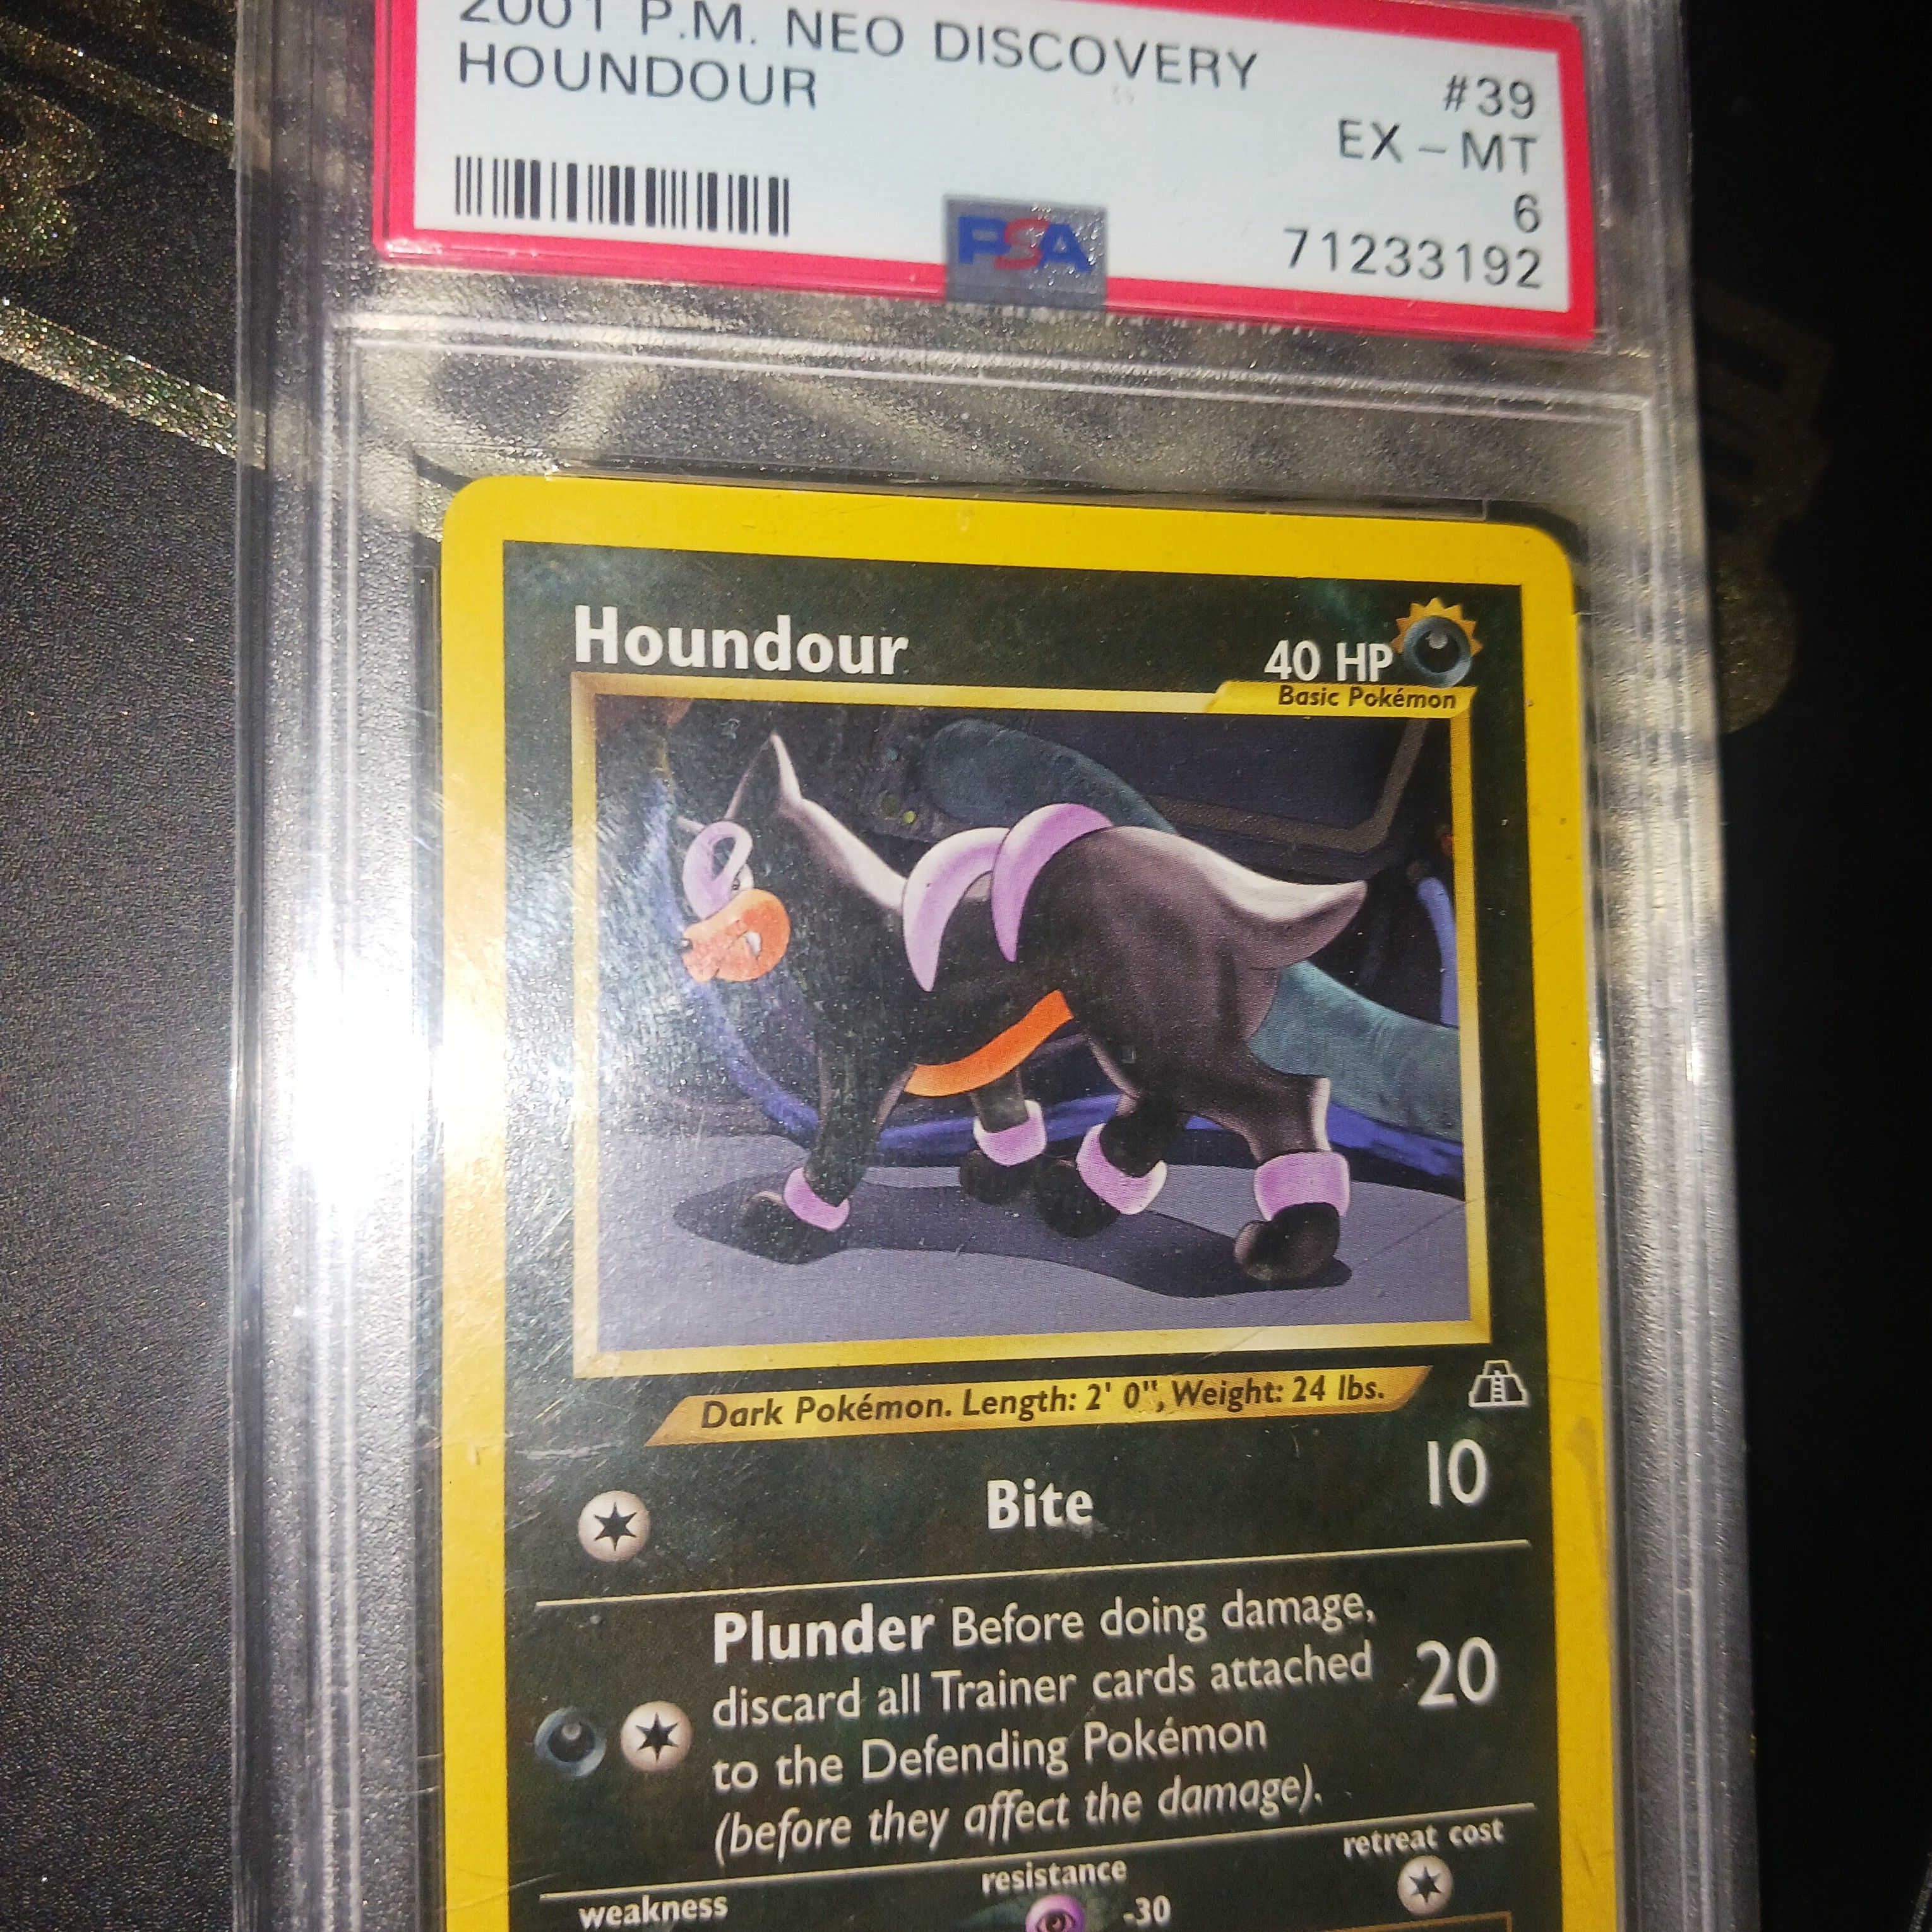 2001 P.M. NEO DISCOVERY
HOUNDOUR
#39
EX - MT
6
71233192
PSA
Houndour
40 HP
Basic Pokémon
Dark Pokémon. Length: 2' 0", Weight: 24 lbs.
Bite
10
Plunder Before doing damage,
discard all Trainer cards attached
to the Defending Pokémon
(before they affect the damage).
20
weakness
resistance
-30
retreat cost